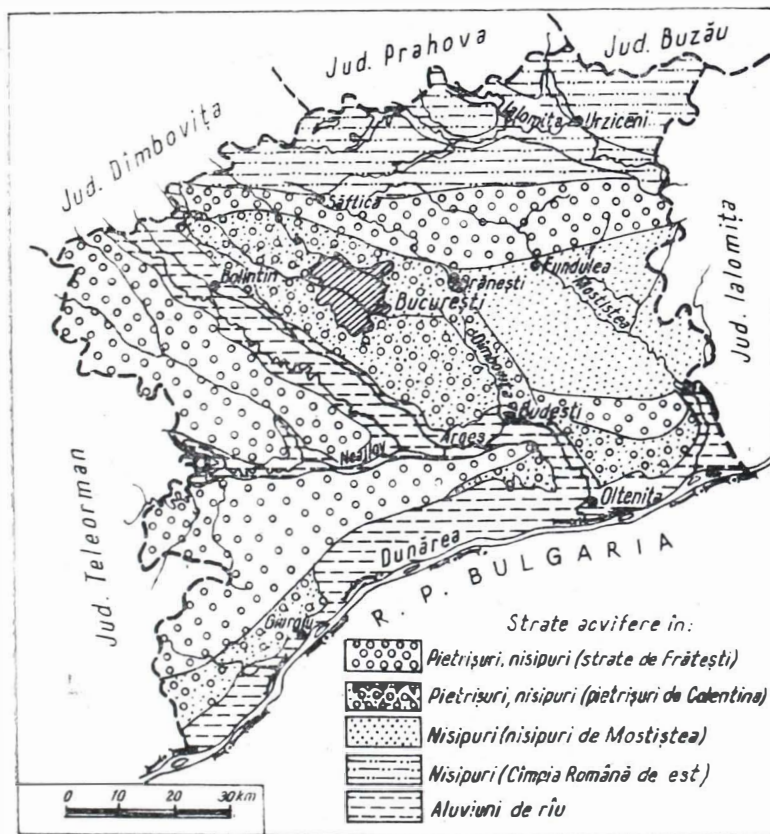 Jud. Prahova
Jud. Buzău
Jud. Dîmbovița
Ialomița
Urziceni
Săftica
Jud. Ialomița
Bolintin
Brănești
Fundulea
București
Mostiștea
Dîmbovița
Budești
Argeș
Neajlov
Jud. Teleorman
Oltenița
Dunărea
R. P. BULGARIA
Giurgiu
Strate acvifere în:
Pietrișuri, nisipuri (strate de Frătești)
Pietrișuri, nisipuri (pietrișuri de Colentina)
Nisipuri (nisipuri de Mostiștea)
Nisipuri (Cîmpia Română de est)
Aluviuni de rîu
0 10 20 30 km